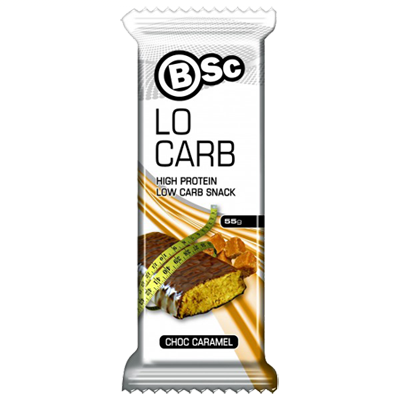 BSc
LO
CARB
HIGH PROTEIN
LOW CARB SNACK
55g
CHOC CARAMEL